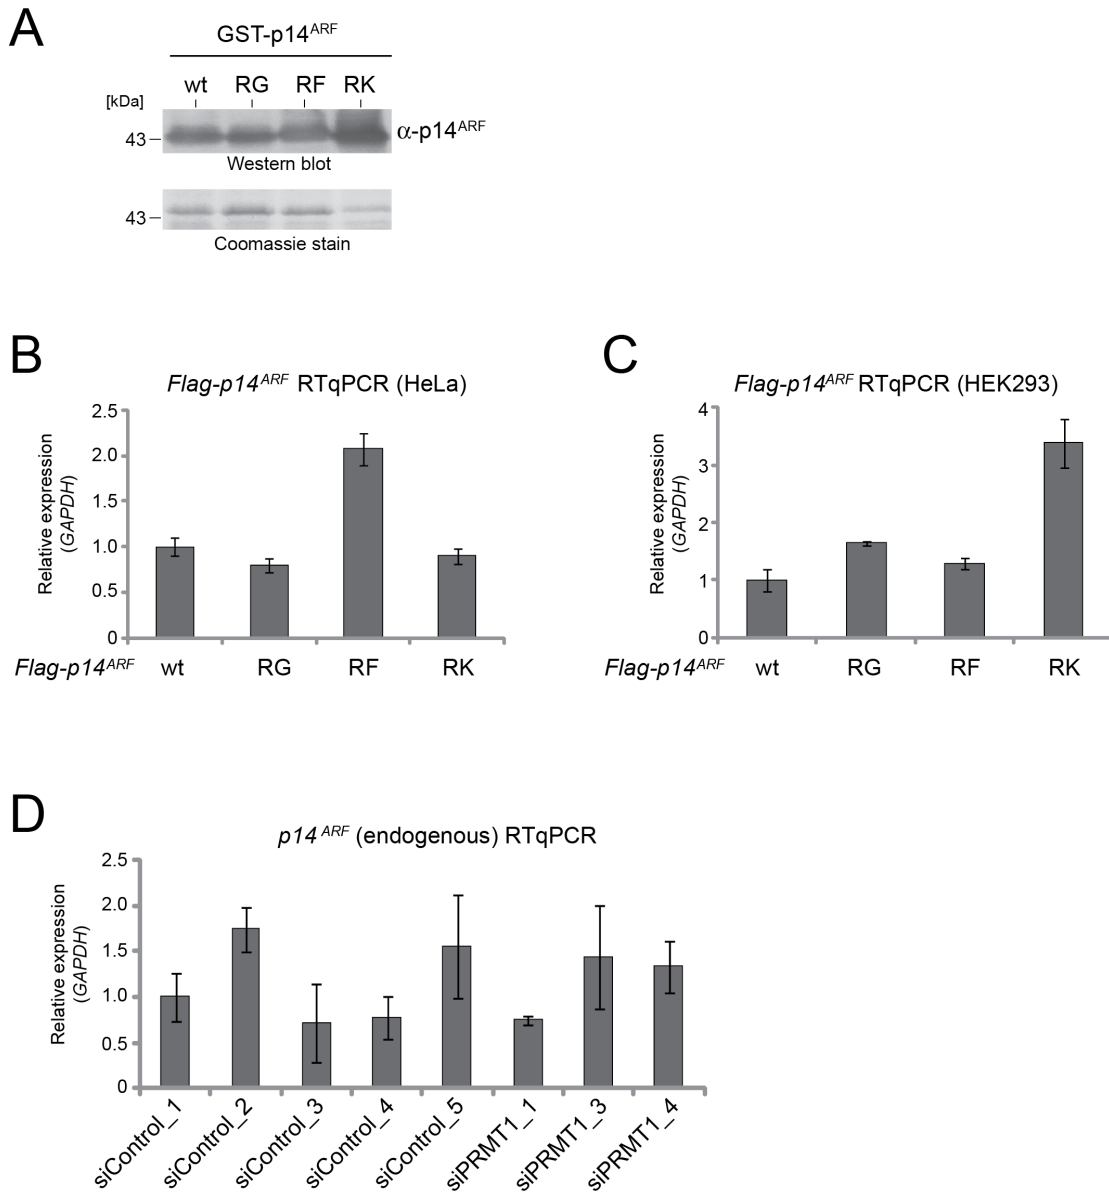 A
GST-p14ARF
wt RG RF RK
[kDa]
43 α-p14ARF
Western blot
43
Coomassie stain
B
Flag-p14ARF RTqPCR (HeLa)
Relative expression
(GAPDH)
2.5
2.0
1.5
1.0
0.5
0
Flag-p14ARF wt RG RF RK
C
Flag-p14ARF RTqPCR (HEK293)
Relative expression
(GAPDH)
4
3
2
1
0
Flag-p14ARF wt RG RF RK
D
p14 ARF (endogenous) RTqPCR
Relative expression
(GAPDH)
2.5
2.0
1.5
1.0
0.5
0
siControl_1
siControl_2
siControl_3
siControl_4
siControl_5
siPRMT1_1
siPRMT1_3
siPRMT1_4